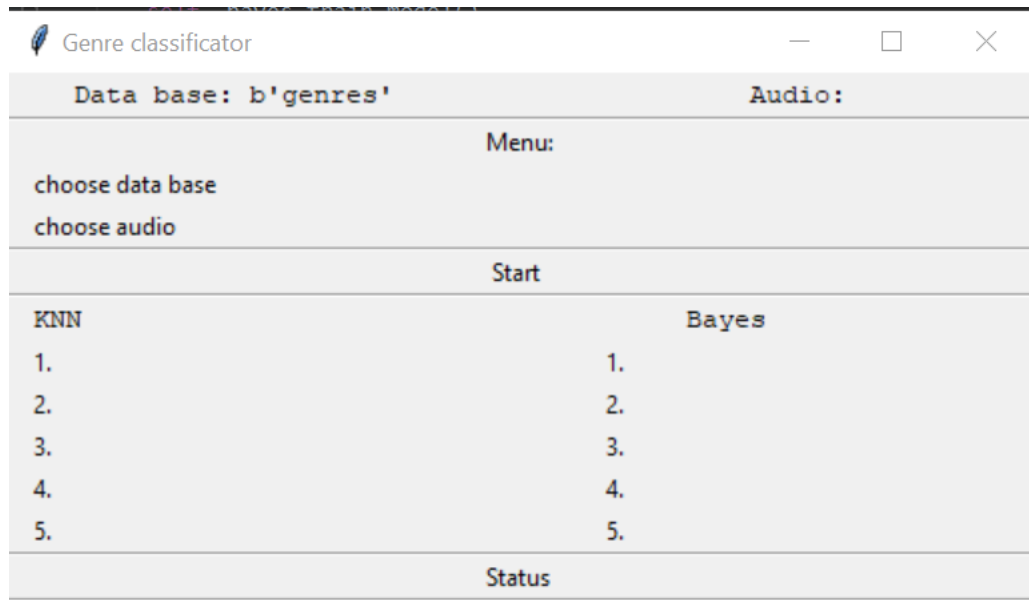 Genre classificator
Data base: b'genres' Audio:
Menu:
choose data base
choose audio
Start
KNN Bayes
1. 1.
2. 2.
3. 3.
4. 4.
5. 5.
Status